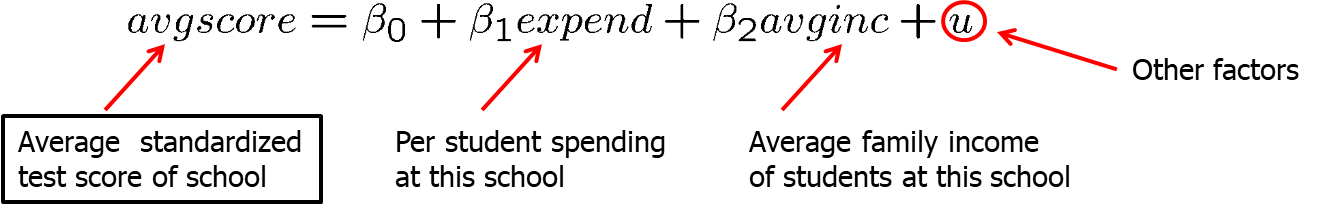 avgscore = β₀ + β₁expend + β₂avginc + u
Other factors
Average standardized
test score of school
Per student spending
at this school
Average family income
of students at this school